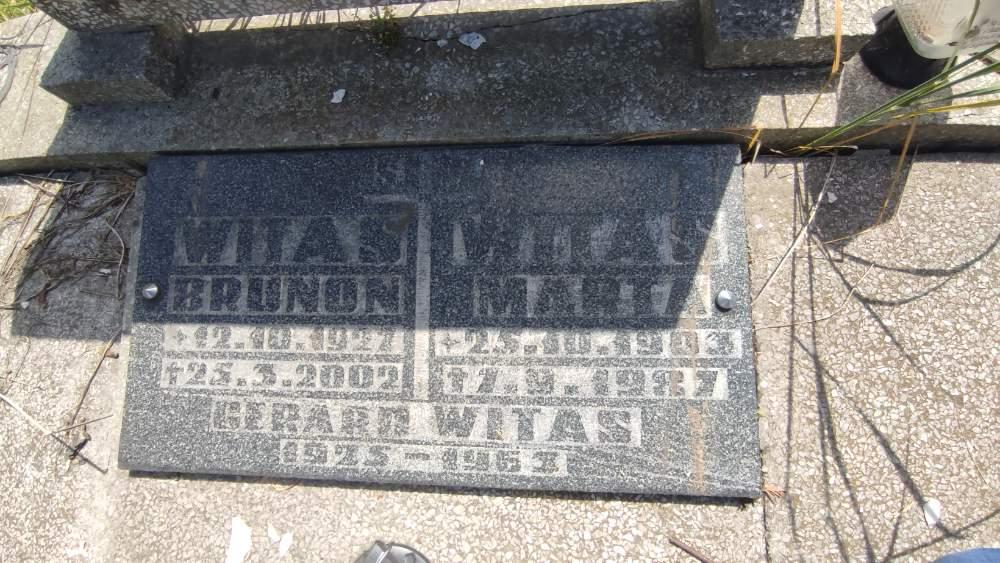 WITAS
BRUNON
*12.10.1927
†25.3.2002
WITAS
MARTA
*25.10.1903
†7.9.1987
GERARD WITAS
1925-1963